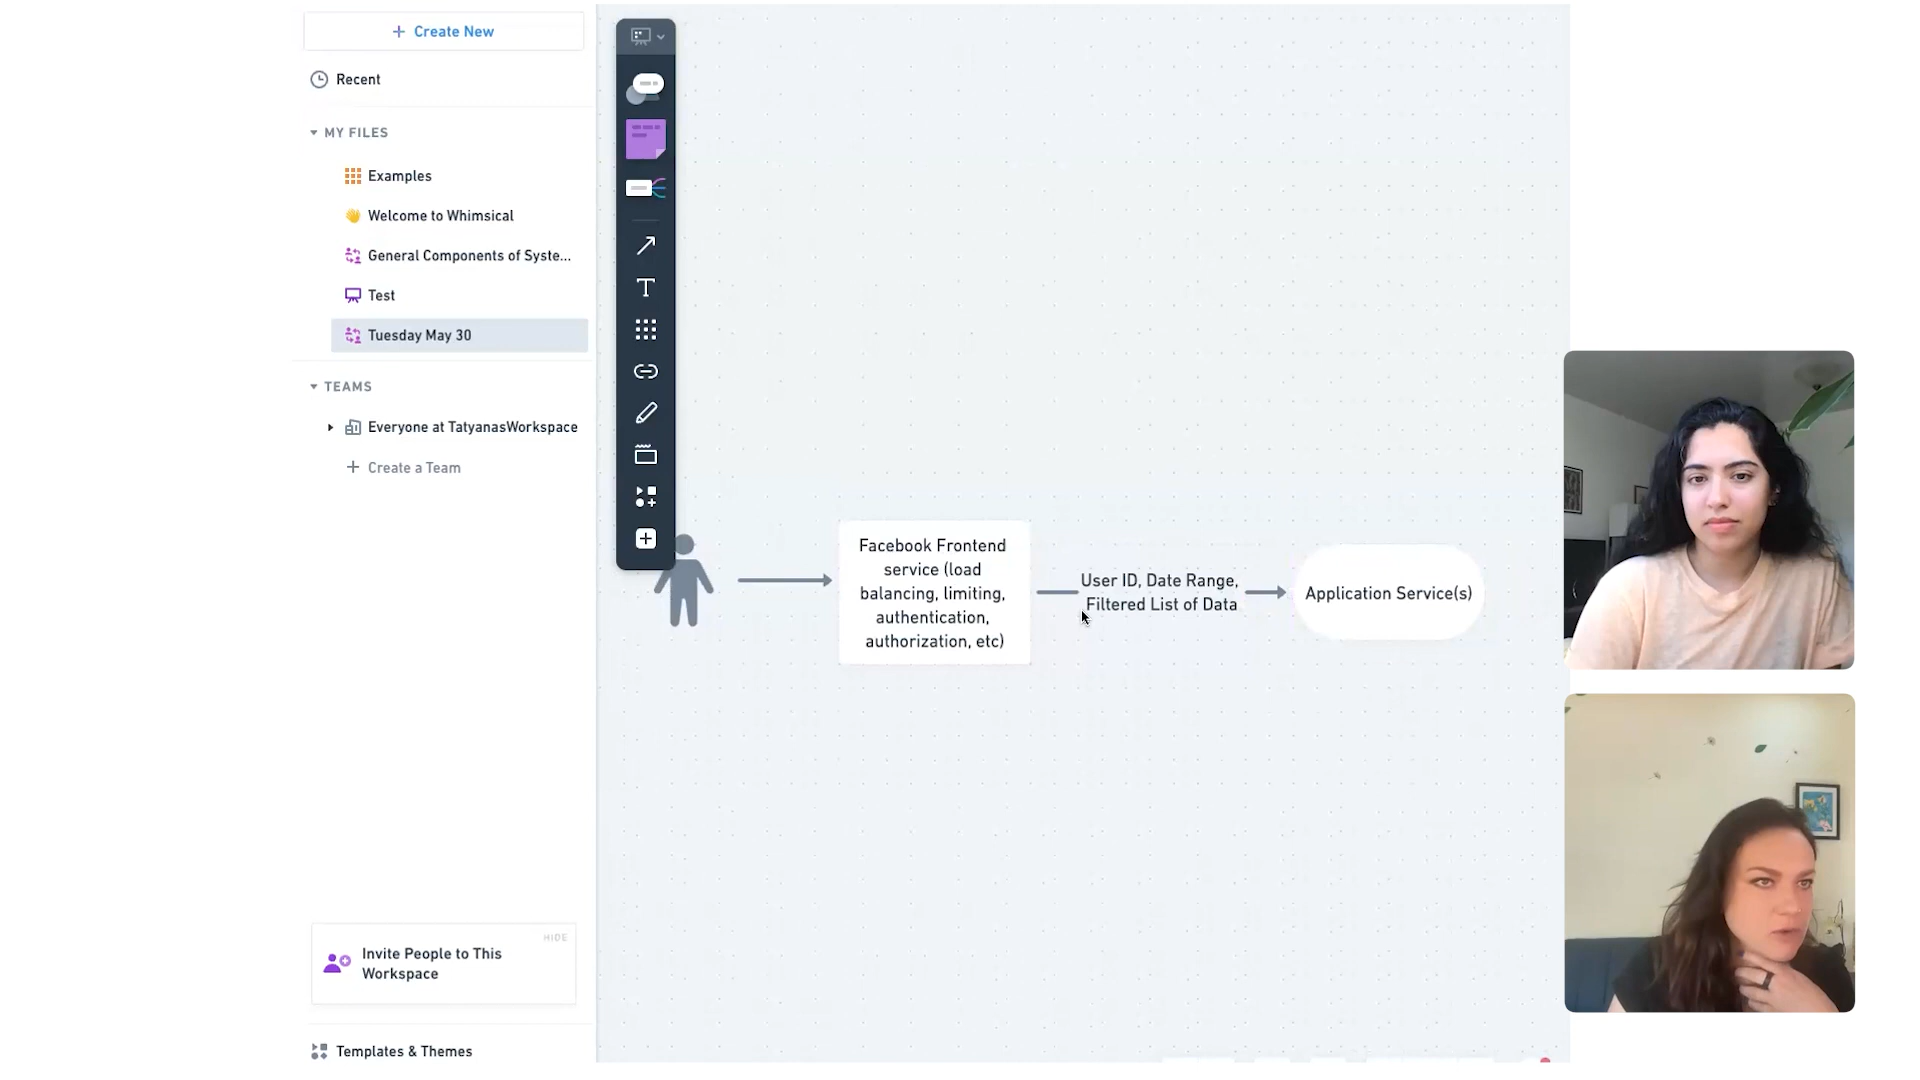 + Create New
Recent
MY FILES
Examples
Welcome to Whimsical
General Components of Syste...
Test
Tuesday May 30
TEAMS
Everyone at TatyanasWorkspace
+ Create a Team
HIDE
Invite People to This
Workspace
Templates & Themes
T
Facebook Frontend
service (load
balancing, limiting,
authentication,
authorization, etc)
User ID, Date Range,
Filtered List of Data
Application Service(s)